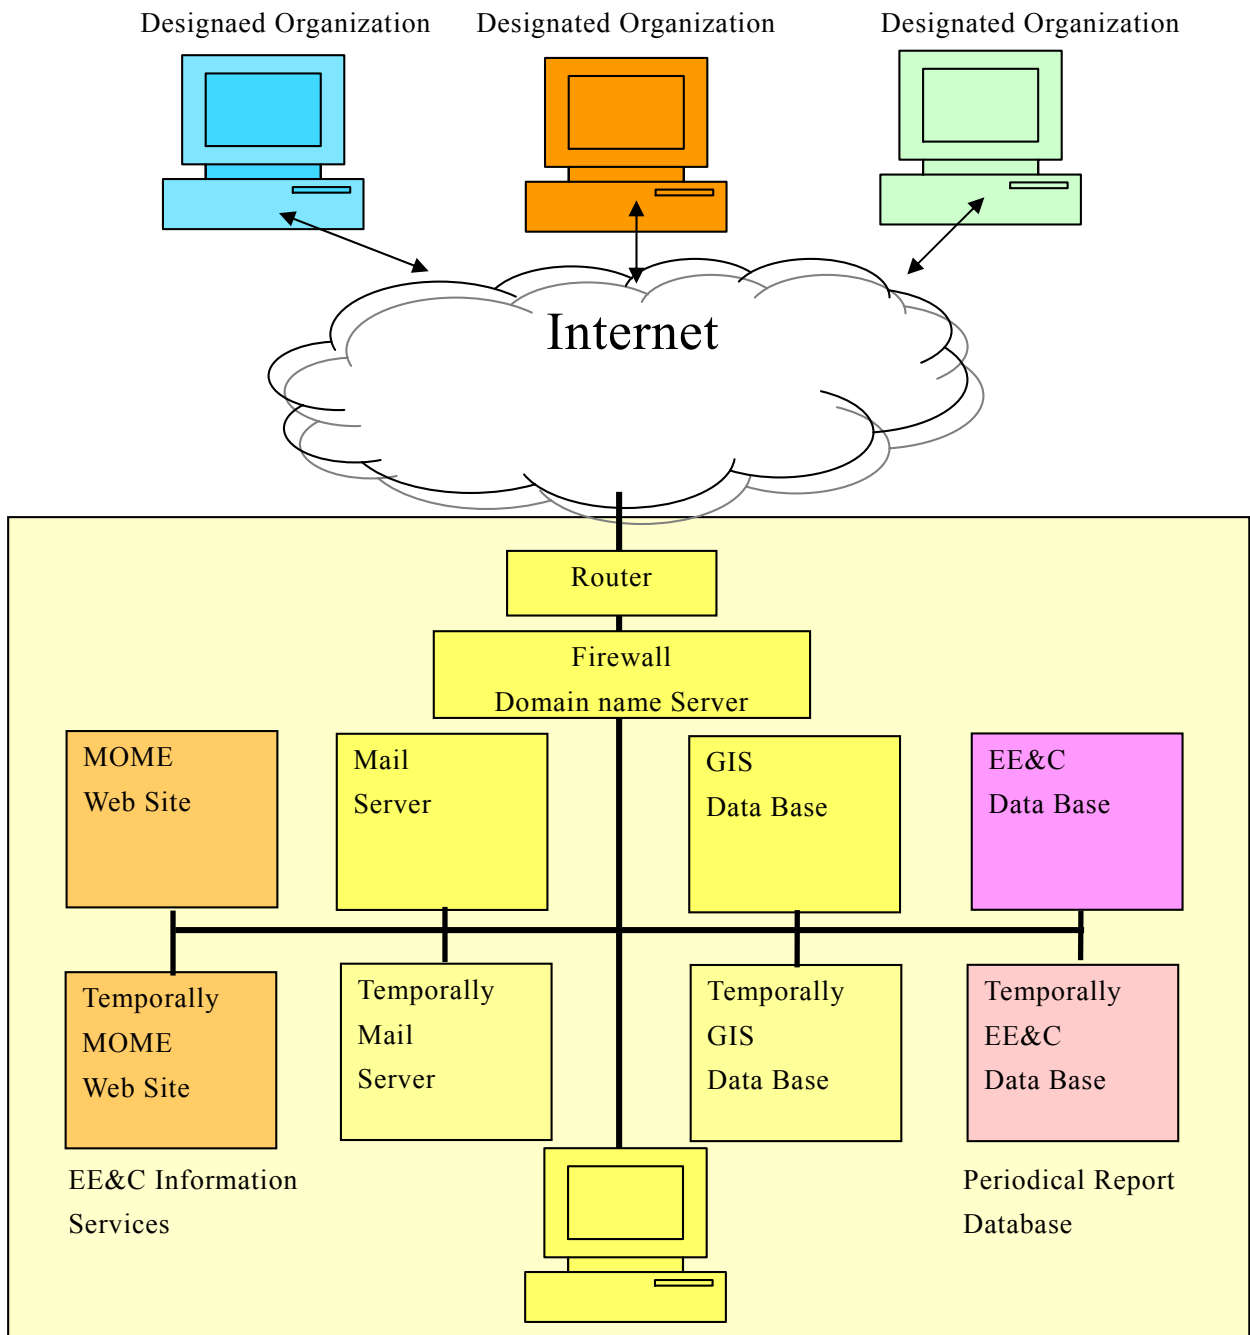 Designaed Organization
Designated Organization
Designated Organization
Internet
Router
Firewall
Domain name Server
MOME
Web Site
Mail
Server
GIS
Data Base
EE&C
Data Base
Temporally
MOME
Web Site
Temporally
Mail
Server
Temporally
GIS
Data Base
Temporally
EE&C
Data Base
EE&C Information
Services
Periodical Report
Database